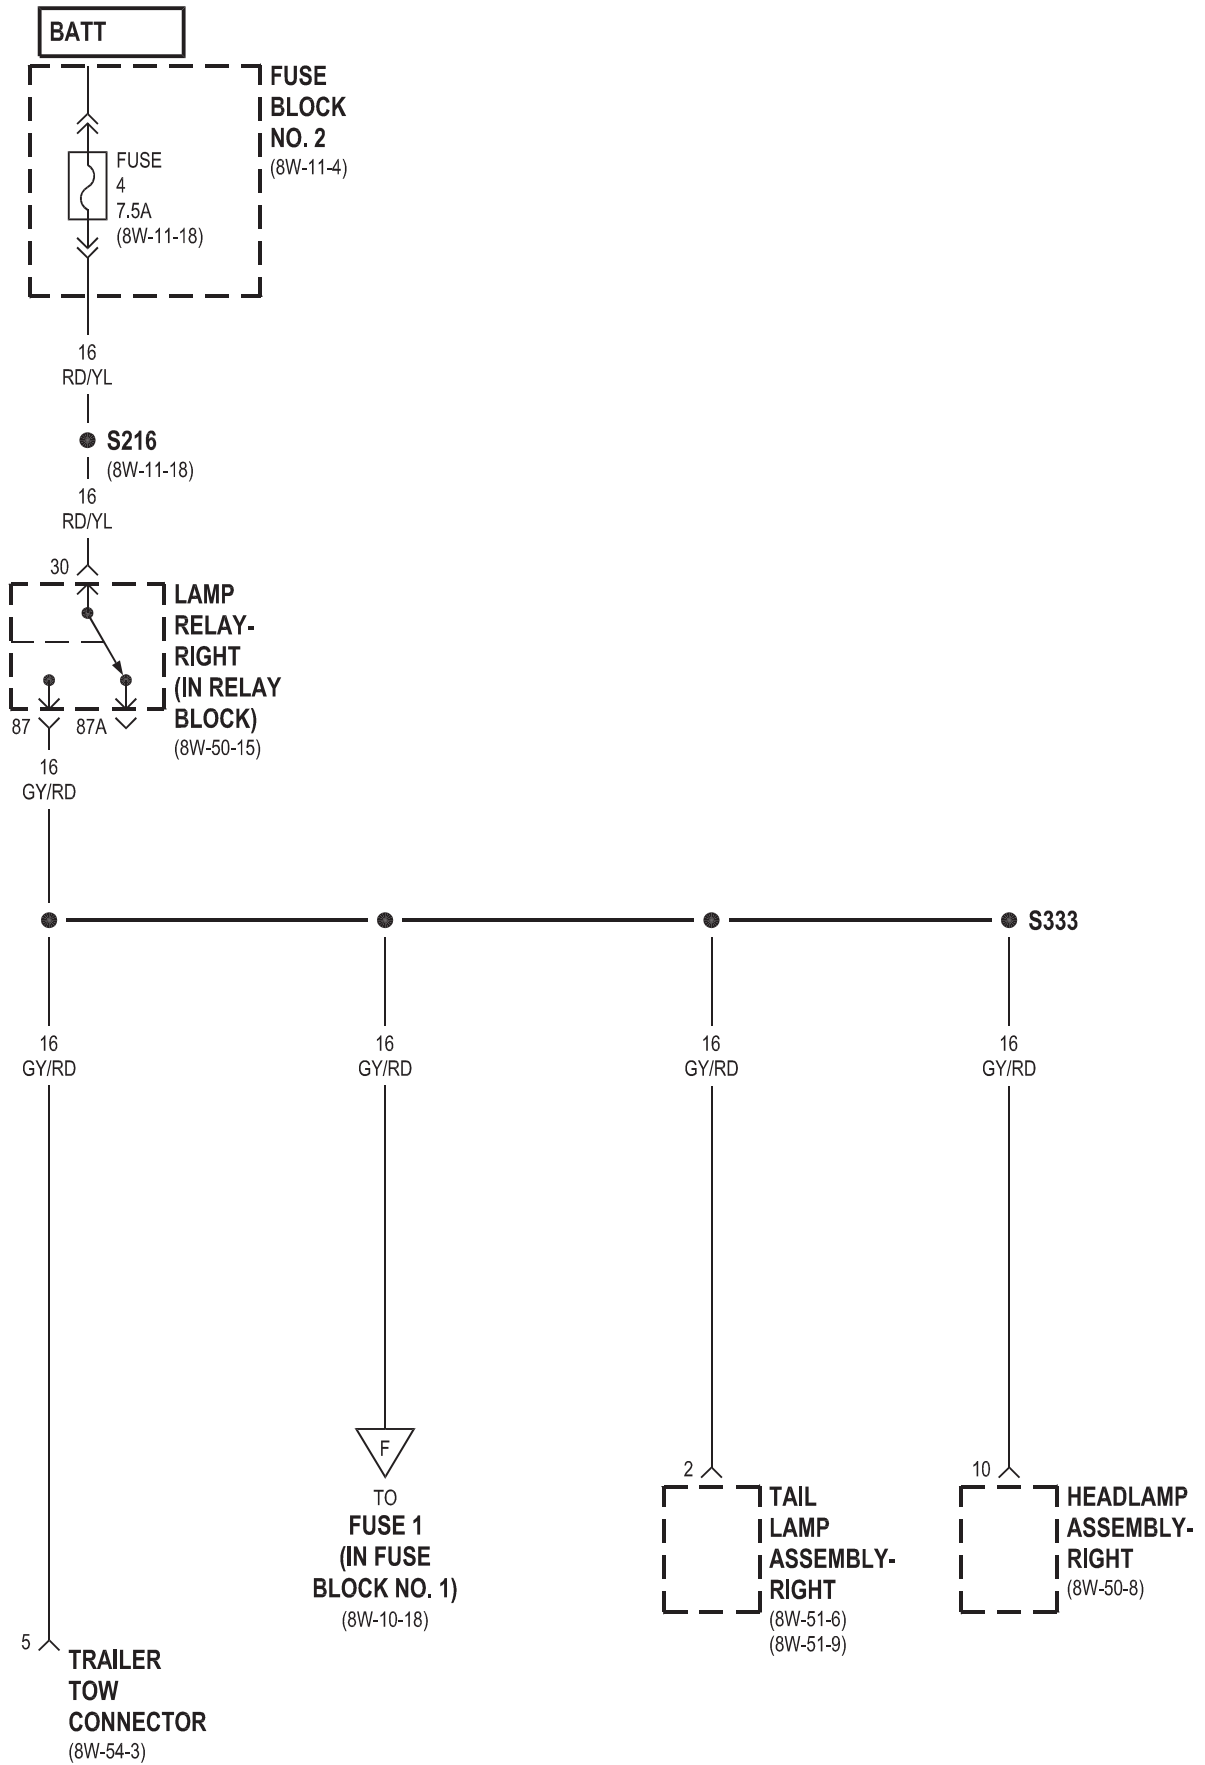 BATT
FUSE
BLOCK
NO. 2
(8W-11-4)
FUSE
4
7.5A
(8W-11-18)
16
RD/YL
S216
(8W-11-18)
16
RD/YL
30
LAMP
RELAY-
RIGHT
(IN RELAY
BLOCK)
(8W-50-15)
87
87A
16
GY/RD
S333
16
GY/RD
16
GY/RD
16
GY/RD
16
GY/RD
F
TO
FUSE 1
(IN FUSE
BLOCK NO. 1)
(8W-10-18)
2
TAIL
LAMP
ASSEMBLY-
RIGHT
(8W-51-6)
(8W-51-9)
10
HEADLAMP
ASSEMBLY-
RIGHT
(8W-50-8)
5
TRAILER
TOW
CONNECTOR
(8W-54-3)